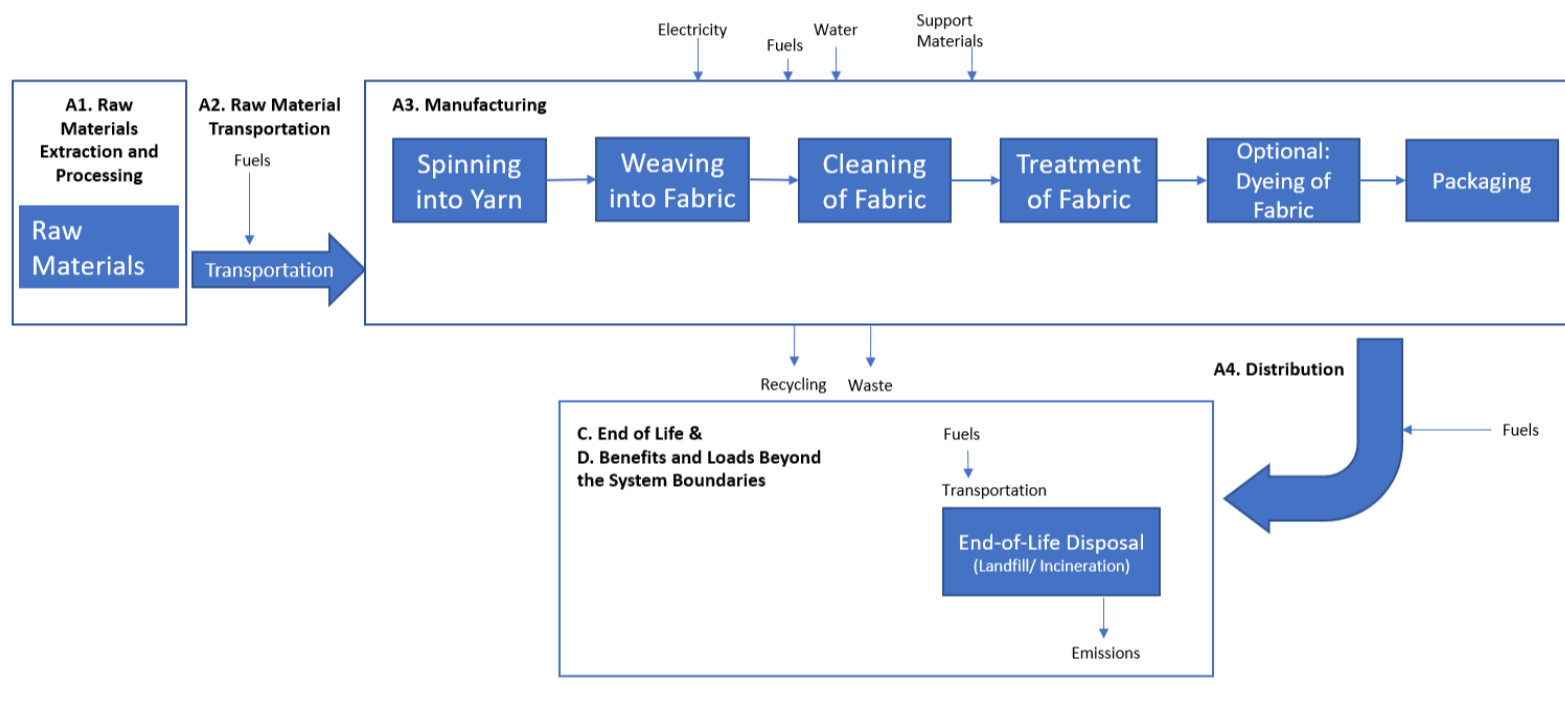 Electricity
Fuels
Water
Support
Materials
A1. Raw
Materials
Extraction and
Processing
Raw
Materials
A2. Raw Material
Transportation
Fuels
Transportation
A3. Manufacturing
Spinning
into Yarn
Weaving
into Fabric
Cleaning
of Fabric
Treatment
of Fabric
Optional:
Dyeing of
Fabric
Packaging
Recycling
Waste
A4. Distribution
Fuels
C. End of Life &
D. Benefits and Loads Beyond
the System Boundaries
Fuels
Transportation
End-of-Life Disposal
(Landfill/ Incineration)
Emissions